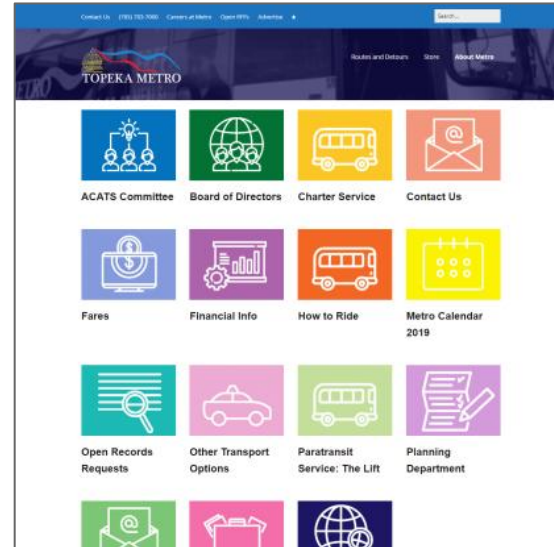 Contact Us (785) 783-7000 Careers at Metro Open RFPs Advertise
Search...
TOPEKA METRO
Routes and Detours Store About Metro
ACATS Committee Board of Directors Charter Service Contact Us
Fares Financial Info How to Ride Metro Calendar
2019
Open Records Other Transport Paratransit Planning
Requests Options Service: The Lift Department